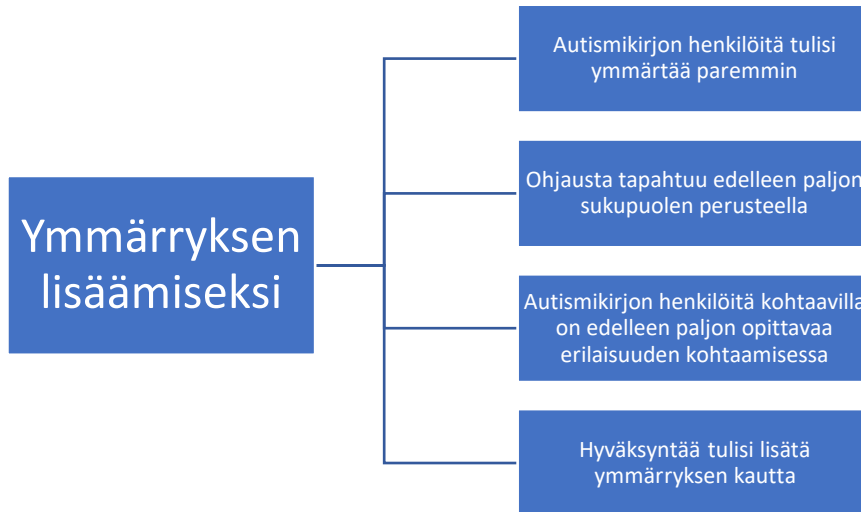 Ymmärryksen
lisäämiseksi
Autismikirjon henkilöitä tulisi
ymmärtää paremmin
Ohjausta tapahtuu edelleen paljon
sukupuolen perusteella
Autismikirjon henkilöitä kohtaavilla
on edelleen paljon opittavaa
erilaisuuden kohtaamisessa
Hyväksyntää tulisi lisätä
ymmärryksen kautta